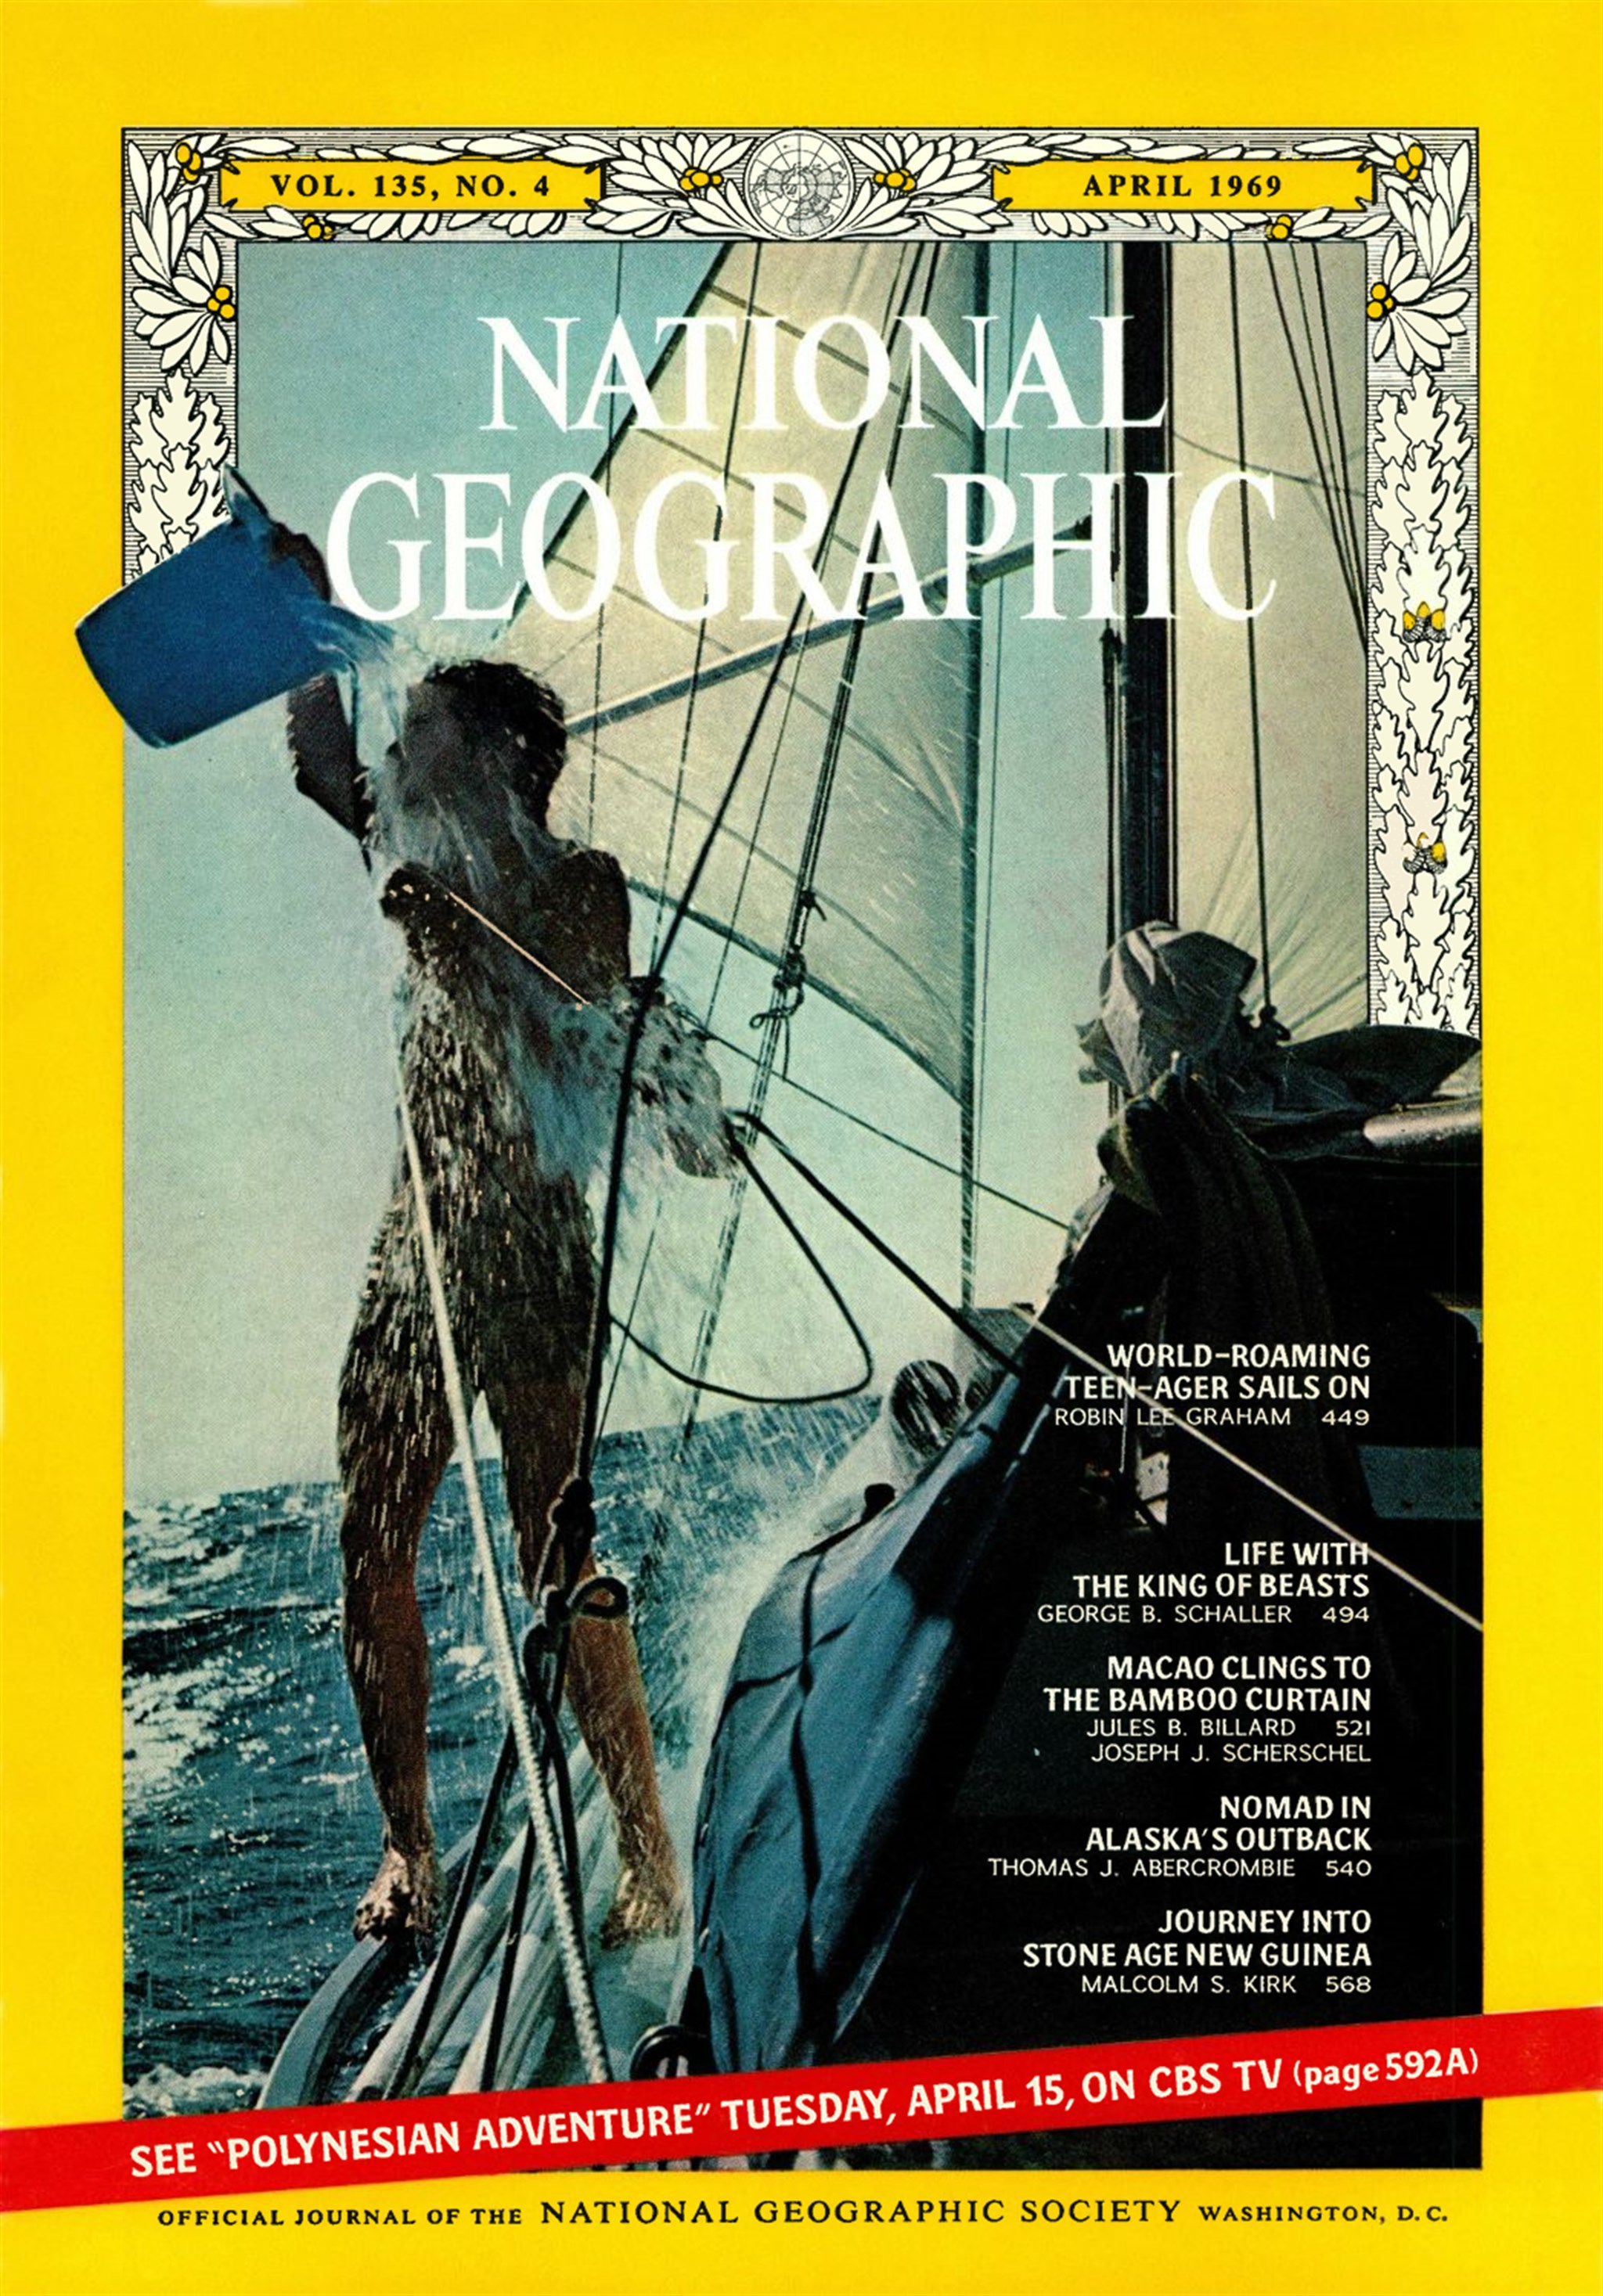 VOL. 135, NO. 4
APRIL 1969
NATIONAL
GEOGRAPHIC
WORLD-ROAMING
TEEN-AGER SAILS ON
ROBIN LEE GRAHAM 449
LIFE WITH
THE KING OF BEASTS
GEORGE B. SCHALLER 494
MACAO CLINGS TO
THE BAMBOO CURTAIN
JULES B. BILLARD 521
JOSEPH J. SCHERSCHEL
NOMAD IN
ALASKA'S OUTBACK
THOMAS J. ABERCROMBIE 540
JOURNEY INTO
STONE AGE NEW GUINEA
MALCOLM S. KIRK 568
SEE "POLYNESIAN ADVENTURE" TUESDAY, APRIL 15, ON CBS TV (page 592A)
OFFICIAL JOURNAL OF THE NATIONAL GEOGRAPHIC SOCIETY WASHINGTON, D.C.